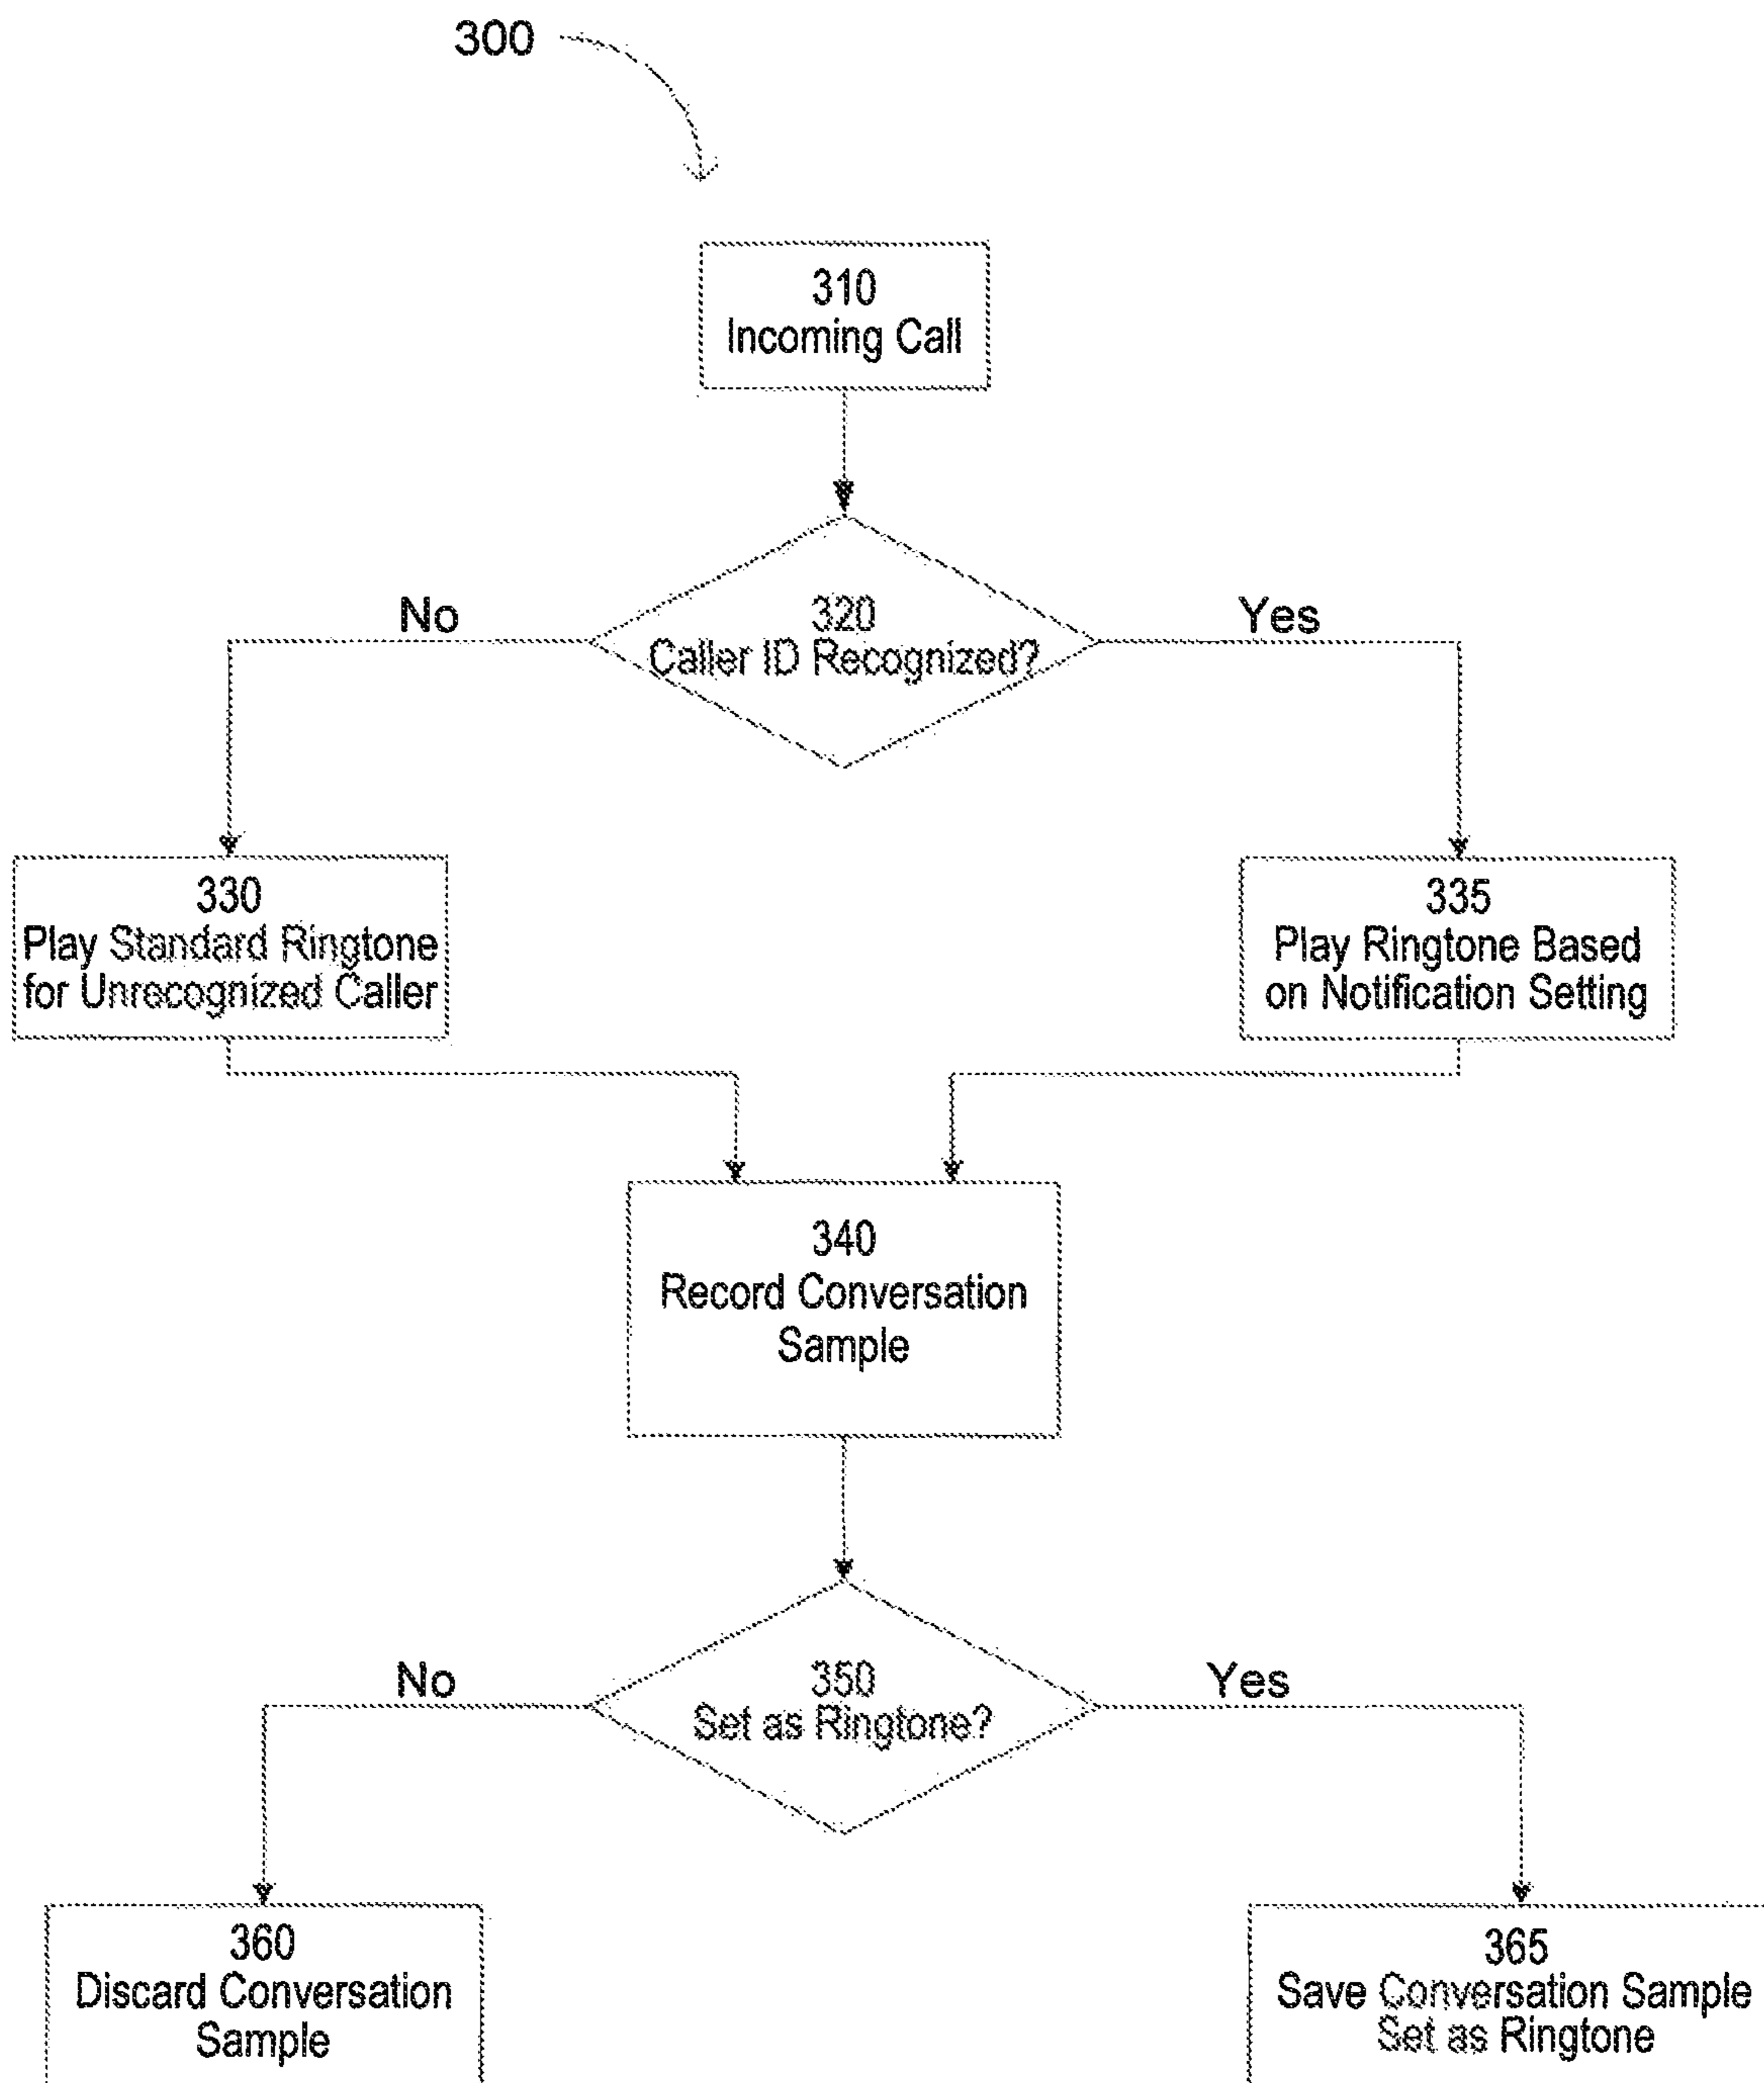 300
310
Incoming Call
No
320
Caller ID Recognized?
Yes
330
Play Standard Ringtone
for Unrecognized Caller
335
Play Ringtone Based
on Notification Setting
340
Record Conversation
Sample
No
350
Set as Ringtone?
Yes
360
Discard Conversation
Sample
365
Save Conversation Sample
Set as Ringtone